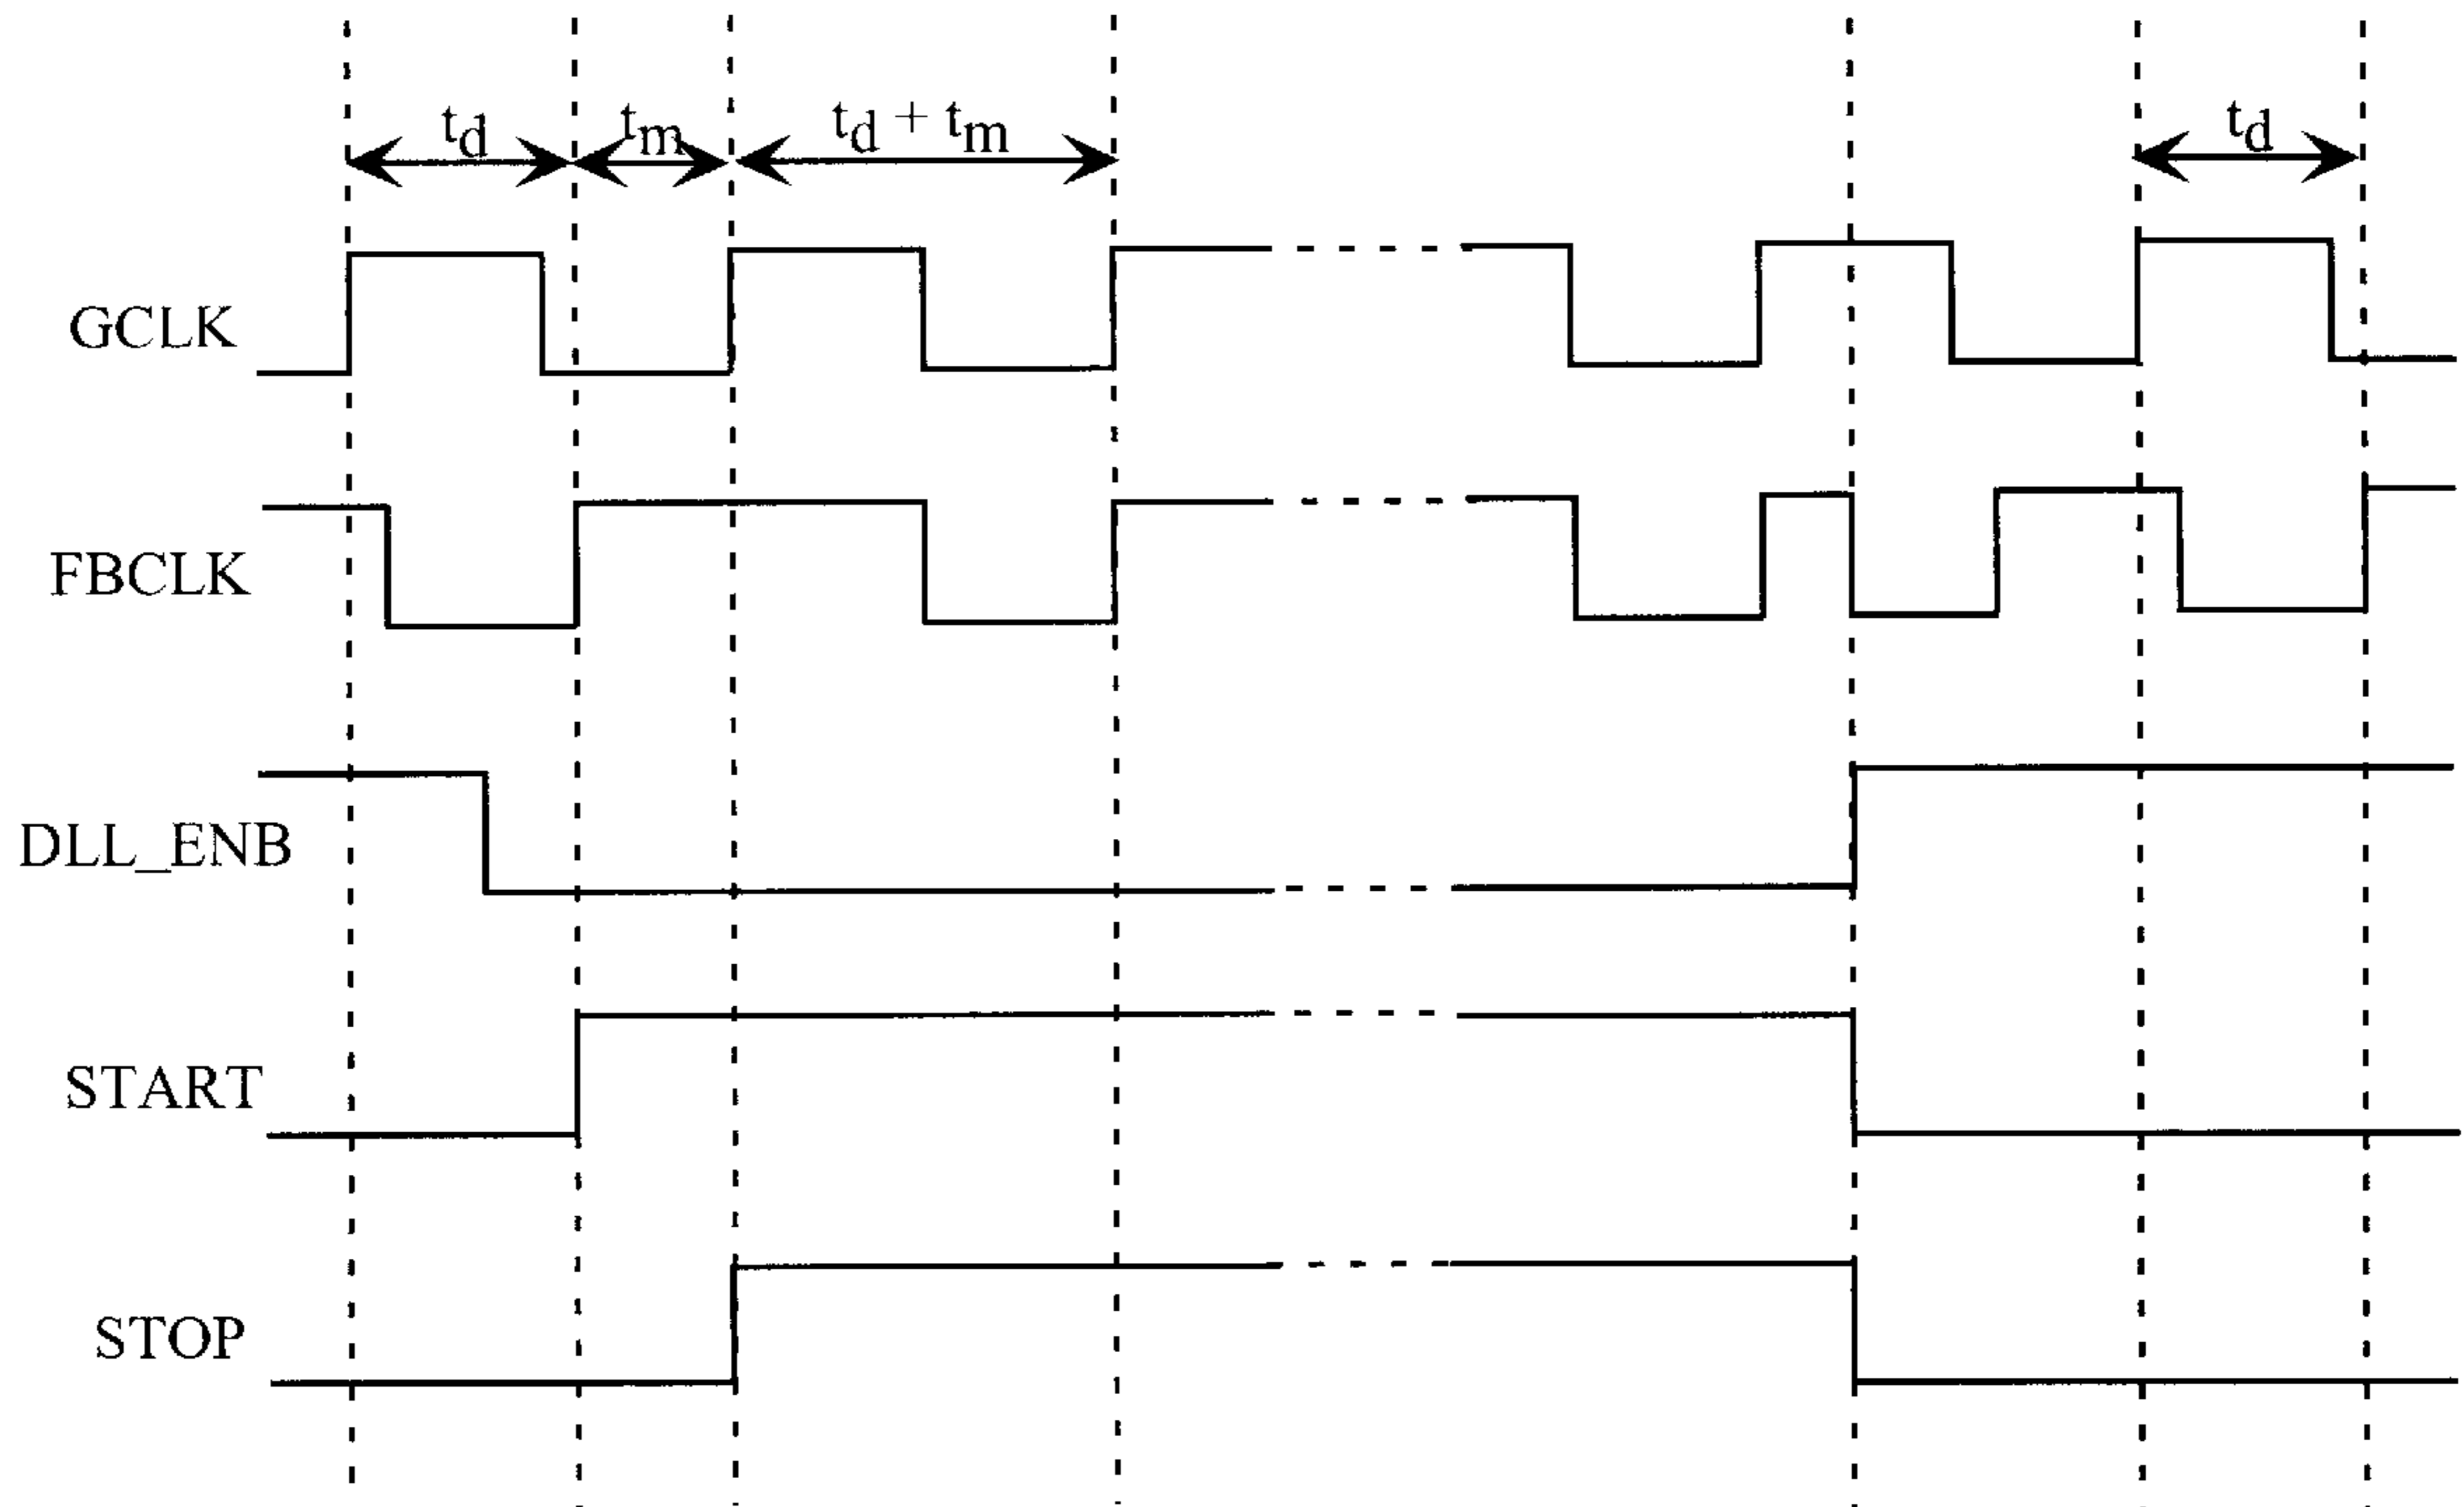 td
tm
td + tm
td
GCLK
FBCLK
DLL_ENB
START
STOP